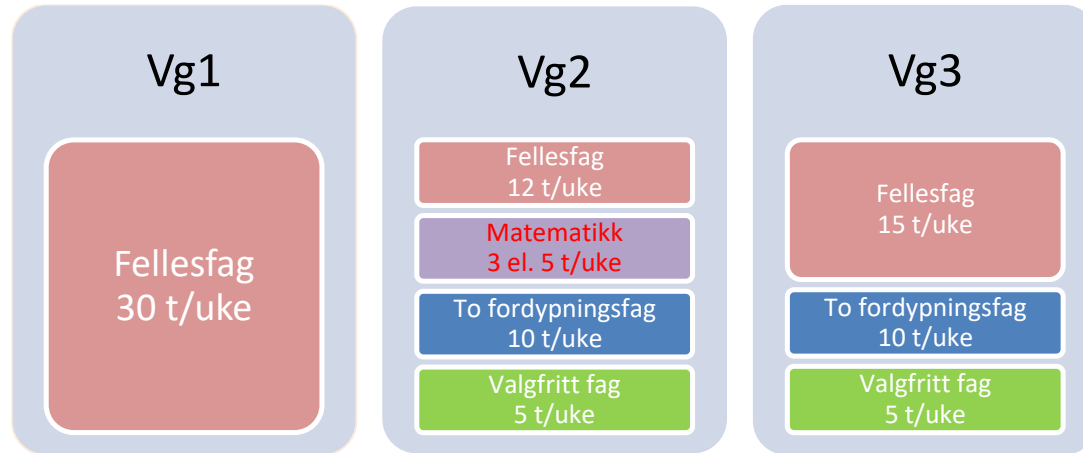 Vg1
Fellesfag
30 t/uke
Vg2
Fellesfag
12 t/uke
Matematikk
3 el. 5 t/uke
To fordypningsfag
10 t/uke
Valgfritt fag
5 t/uke
Vg3
Fellesfag
15 t/uke
To fordypningsfag
10 t/uke
Valgfritt fag
5 t/uke